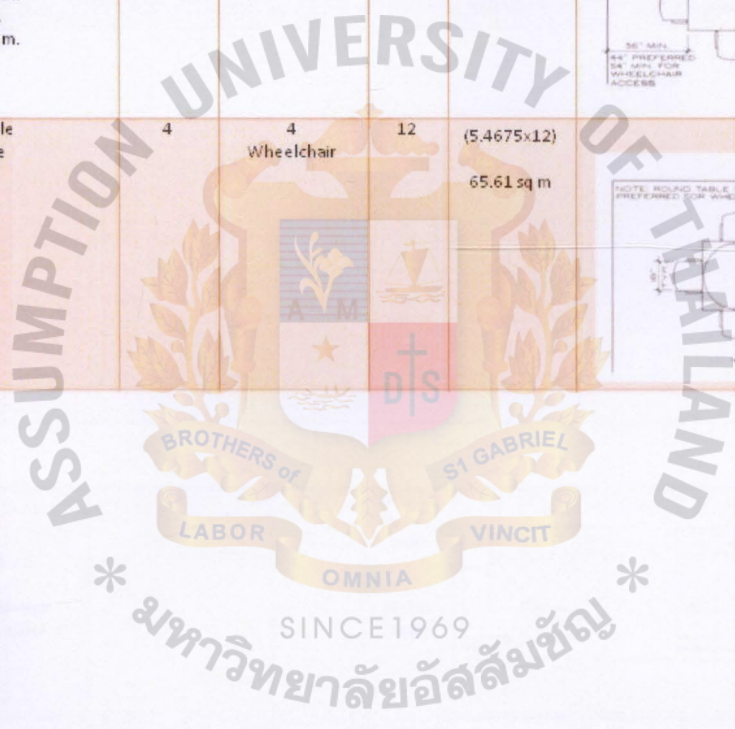 m.
36" MIN.
44" PREFERRED
54" MIN. FOR
WHEELCHAIR
ACCESS
4
4
Wheelchair
12
(5.4675x12)
65.61 sq m
NOTE: ROUND TABLE
PREFERRED FOR WHE
ASSUMPTION UNIVERSITY OF THAILAND
A M
D S
BROTHERS of
ST GABRIEL
LABOR
VINCIT
OMNIA
SINCE1969
* มหาวิทยาลัยอัสสัมชัญ *